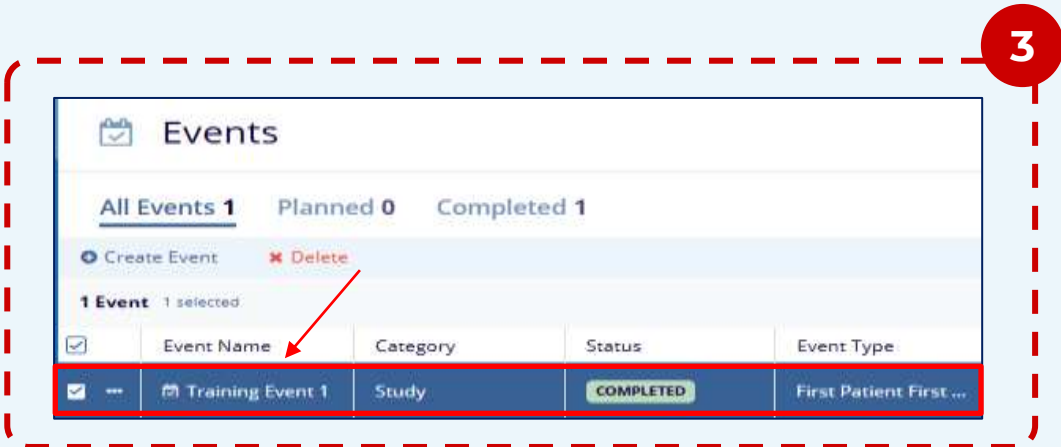 3
Events
All Events 1 Planned 0 Completed 1
Create Event Delete
1 Event 1 selected
Event Name Category Status Event Type
Training Event 1 Study COMPLETED First Patient First ...